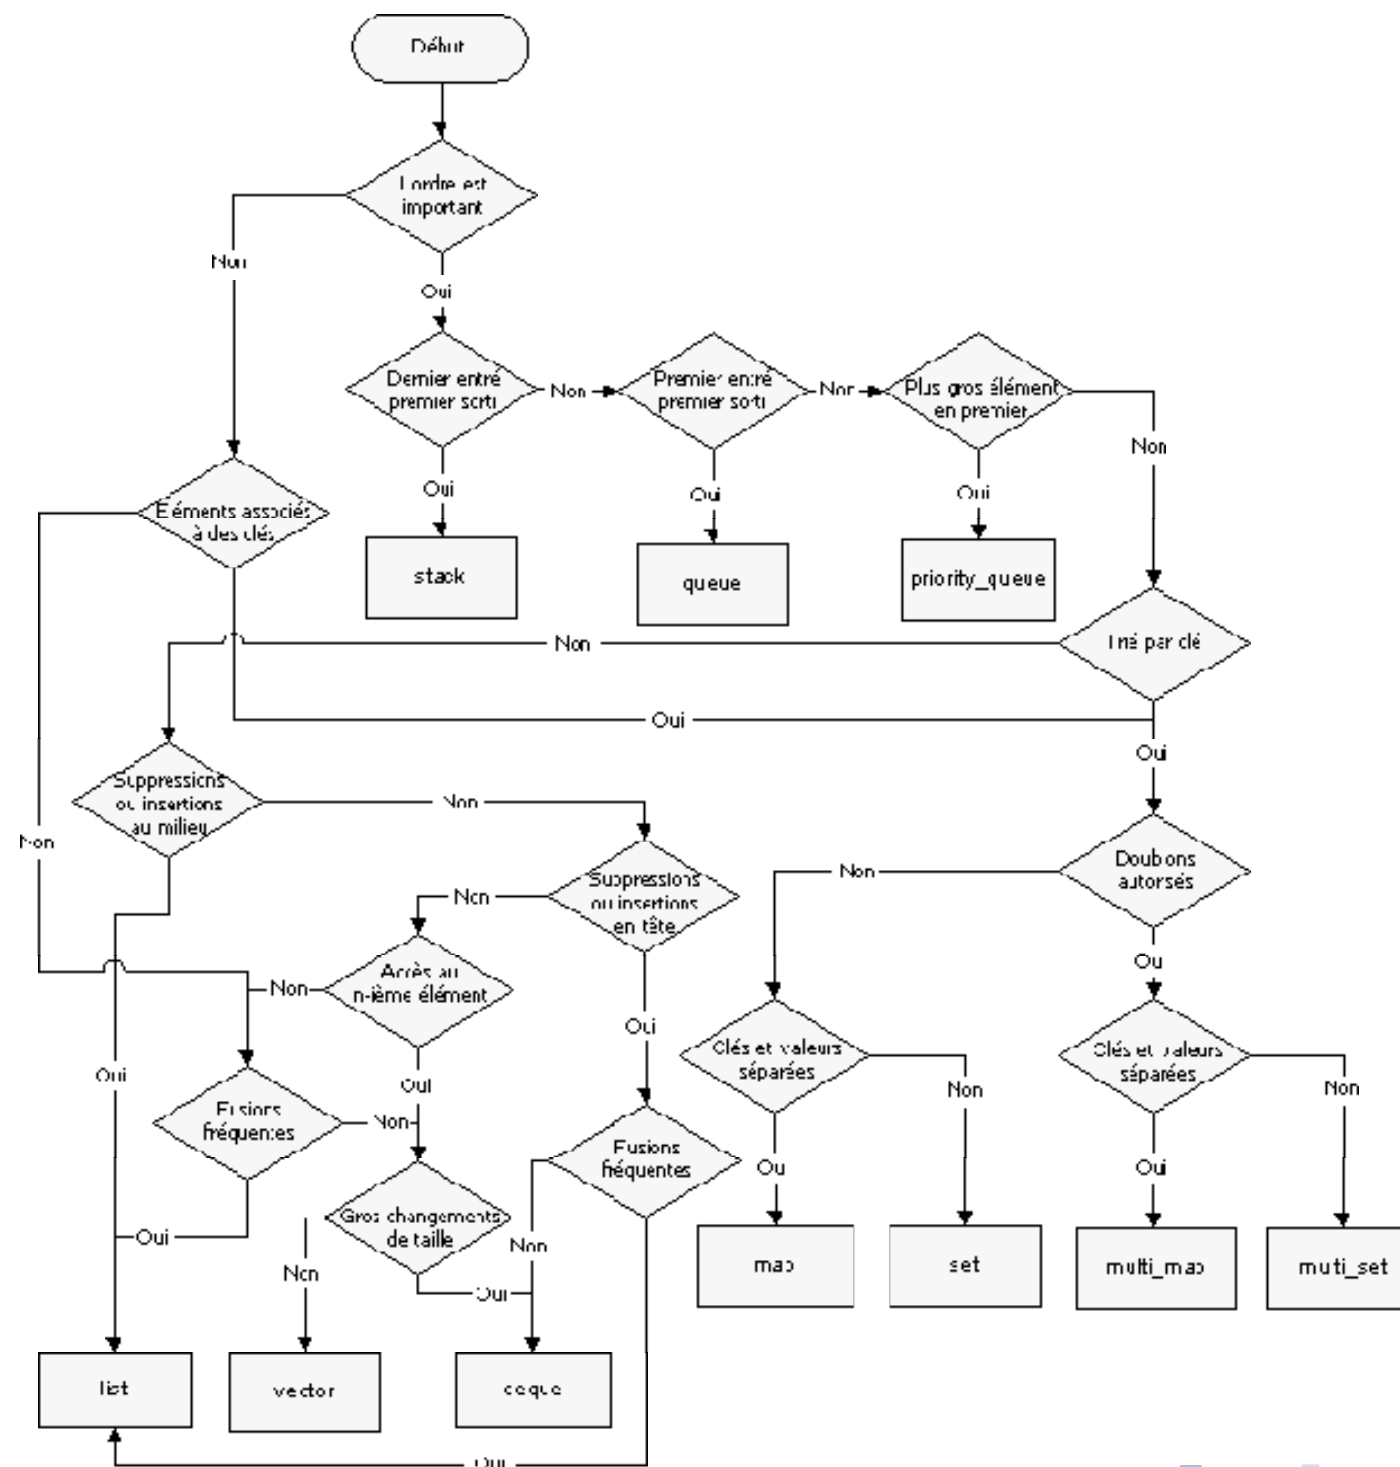 Début
L'ordre est
important
Non
Oui
Dernier entré
premier sorti
Non
Premier entré
premier sorti
Non
Plus gros élément
en premier
Non
Oui
Oui
Oui
Eléments associés
à des clés
stack
queue
priority_queue
Non
Trié par clé
Oui
Oui
Suppressions
ou insertions
au milieu
Non
Non
Suppressions
ou insertions
en tête
Non
Non
Doublons
autorisés
Accès au
n-ième élément
Non
Oui
Ou
Oui
Oui
Clés et valeurs
séparées
Non
Clés et valeurs
séparées
Non
Fusions
fréquentes
Non
Fusions
fréquentes
Ou
Oui
Gros changements
de taille
Oui
Non
Non
Oui
map
set
multi_map
muti_set
list
vector
deque
Oui